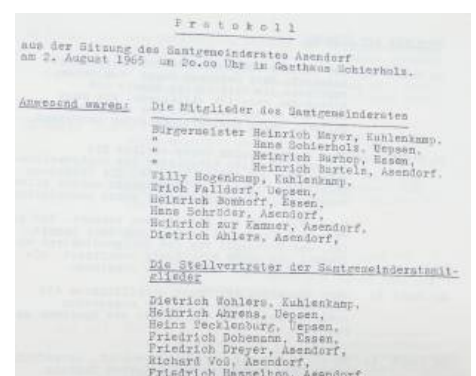 Protokoll
aus der Sitzung des Samtgemeinderates Asendorf
am 2. August 1965 um 20.00 Uhr im Gasthaus Schierholz.
Anwesend waren: Die Mitglieder des Samtgemeinderates
Bürgermeister Heinrich Meyer, Kuhlenkamp,
" Hans Schierholz, Uepsen,
" Heinrich Burhop, Essen,
" Heinrich Bartels, Asendorf,
Willy Hogenkamp, Kuhlenkamp,
Erich Falldorf, Uepsen,
Heinrich Bomhoff, Essen,
Hans Schröder, Asendorf,
Heinrich zur Kammer, Asendorf,
Dietrich Ahlers, Asendorf,
Die Stellvertreter der Samtgemeinderatsmit-
glieder
Dietrich Wohlers, Kuhlenkamp,
Heinrich Ahrens, Uepsen,
Heinz Tecklenburg, Uepsen,
Friedrich Dohemann, Essen,
Friedrich Dreyer, Asendorf,
Richard Voß, Asendorf,
Friedrich Asendorf